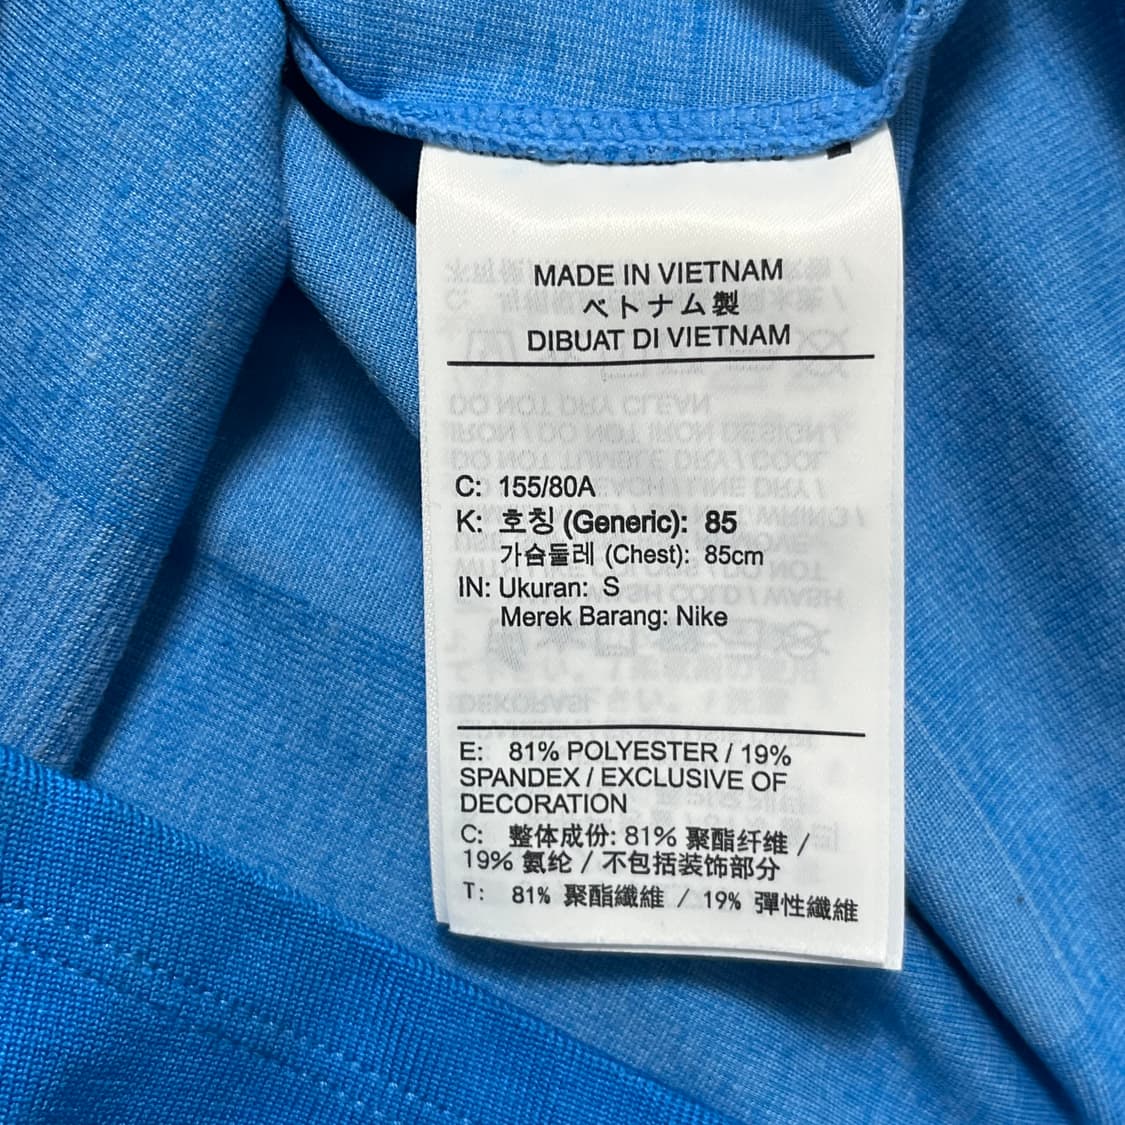 MADE IN VIETNAM
ベトナム製
DIBUAT DI VIETNAM
C: 155/80A
K: 호칭 (Generic): 85
가슴둘레 (Chest): 85cm
IN: Ukuran: S
Merek Barang: Nike
E: 81% POLYESTER / 19%
SPANDEX / EXCLUSIVE OF
DECORATION
C: 整体成份: 81% 聚酯纤维 /
19% 氨纶 / 不包括装饰部分
T: 81% 聚酯纖維 / 19% 彈性纖維